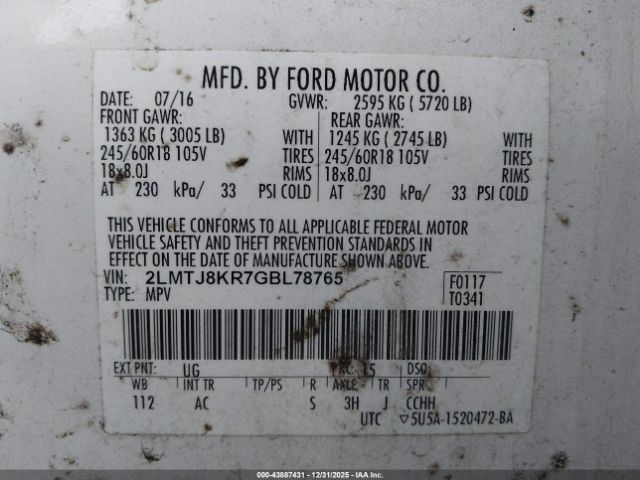 MFD. BY FORD MOTOR CO.
DATE: 07/16 GVWR: 2595 KG ( 5720 LB)
FRONT GAWR: REAR GAWR:
1363 KG ( 3005 LB) WITH 1245 KG ( 2745 LB) WITH
245/60R18 105V TIRES 245/60R18 105V TIRES
18x8.0J RIMS 18x8.0J RIMS
AT 230 kPa/ 33 PSI COLD AT 230 kPa/ 33 PSI COLD
THIS VEHICLE CONFORMS TO ALL APPLICABLE FEDERAL MOTOR
VEHICLE SAFETY AND THEFT PREVENTION STANDARDS IN
EFFECT ON THE DATE OF MANUFACTURE SHOWN ABOVE.
VIN: 2LMTJ8KR7GBL78765 F0117
TYPE: MPV T0341
EXT PNT: UG RC: 15 DSO:
WB INT TR TP/PS R AXLE TR SPR
112 AC S 3H J CCHH
UTC ▽5U5A-1520472-BA
000-43887431 - 12/31/2025 - IAA Inc.